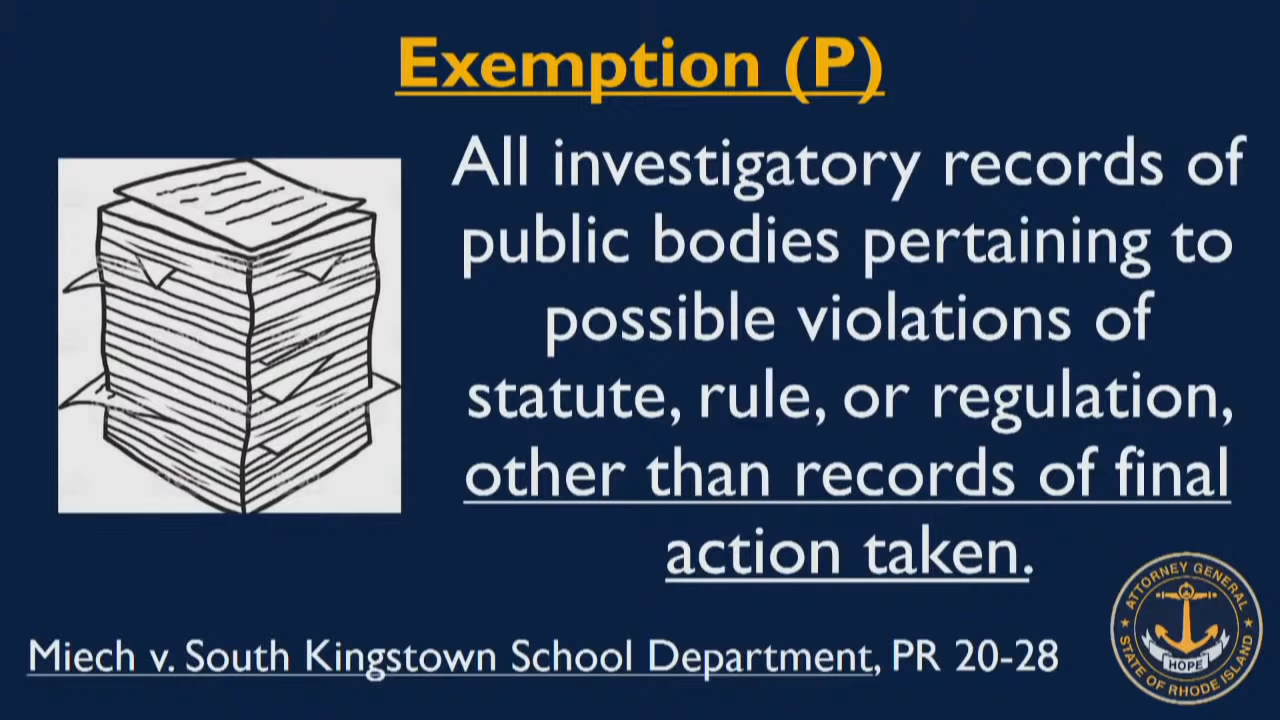 Exemption (P)
All investigatory records of
public bodies pertaining to
possible violations of
statute, rule, or regulation,
other than records of final
action taken.
Miech v. South Kingstown School Department, PR 20-28
ATTORNEY GENERAL
HOPE
STATE OF RHODE ISLAND